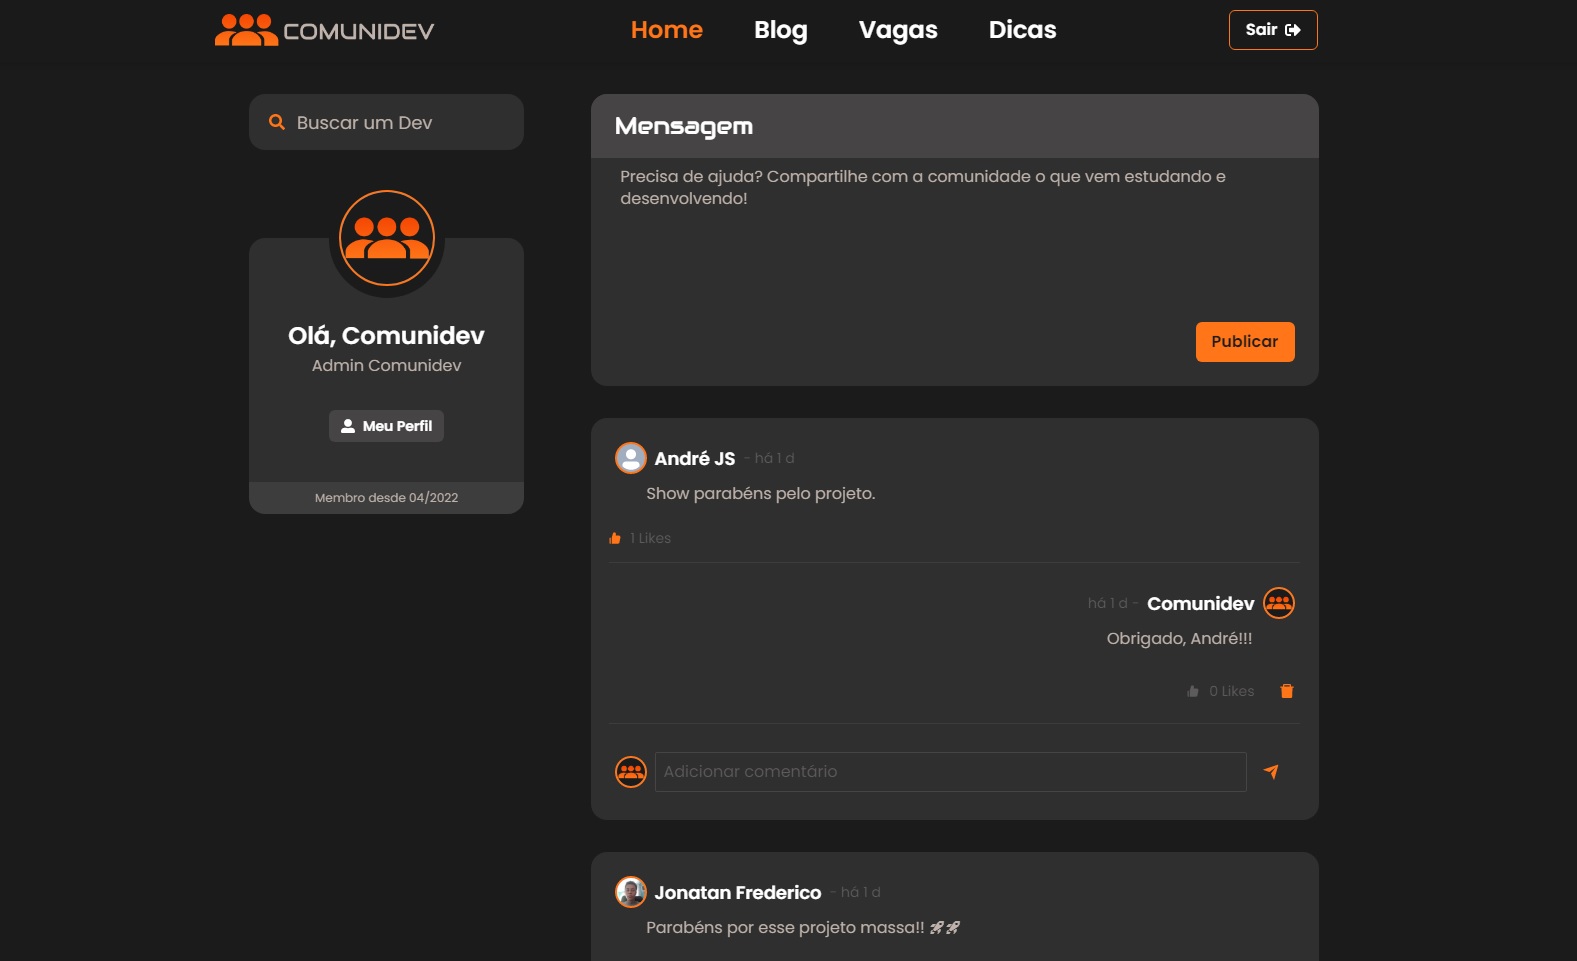 COMUNIDEV
Home Blog Vagas Dicas
Sair
Buscar um Dev
Olá, Comunidev
Admin Comunidev
Meu Perfil
Membro desde 04/2022
Mensagem
Precisa de ajuda? Compartilhe com a comunidade o que vem estudando e
desenvolvendo!
Publicar
André JS - há 1 d
Show parabéns pelo projeto.
1 Likes
há 1 d - Comunidev
Obrigado, André!!!
0 Likes
Adicionar comentário
Jonatan Frederico - há 1 d
Parabéns por esse projeto massa!! 🚀🚀